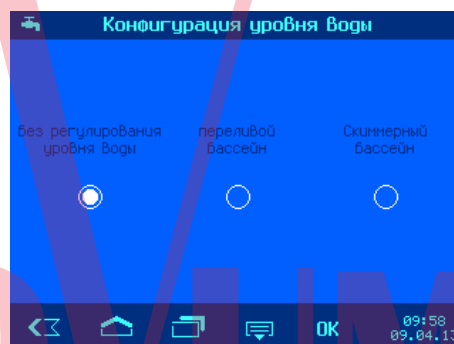 Конфигурация уровня воды
без регулирования
уровня воды
переливой
бассейн
Скиммерный
бассейн
OK
09:58
09.04.13